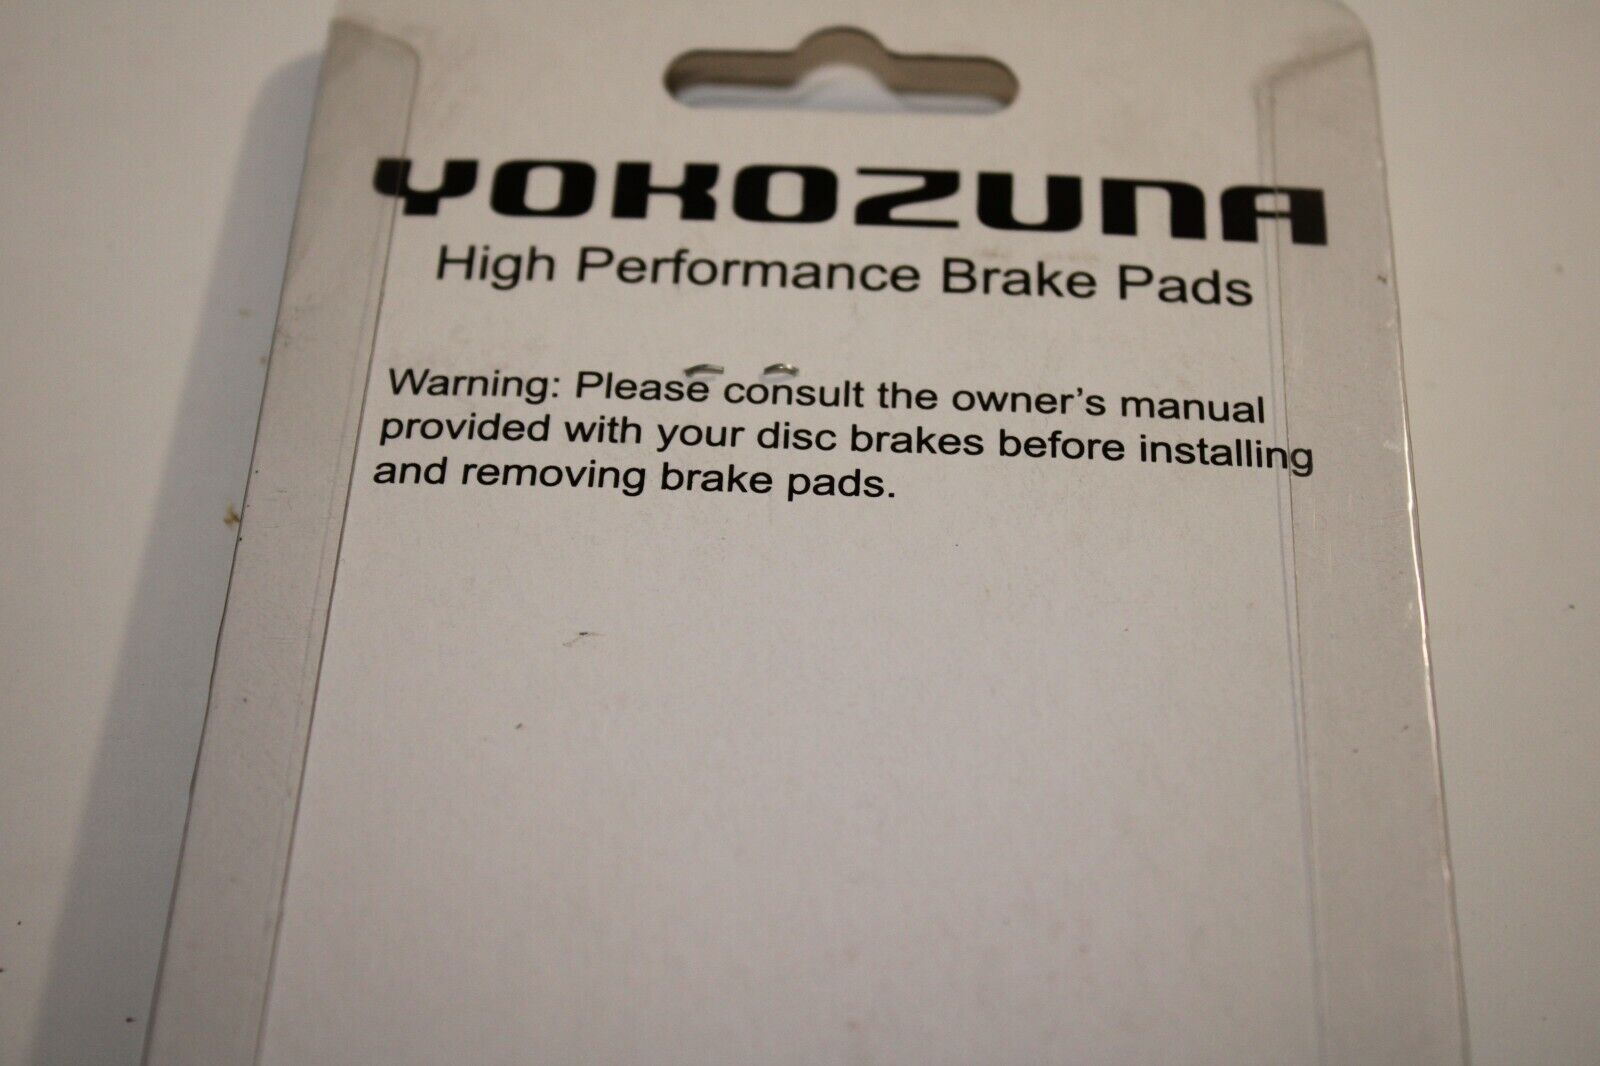 YOKOZUNA
High Performance Brake Pads
Warning: Please consult the owner's manual
provided with your disc brakes before installing
and removing brake pads.